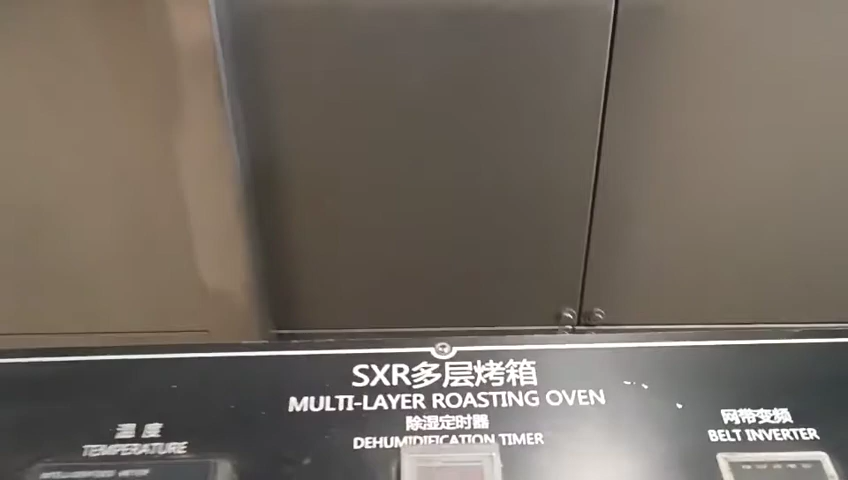 SXR多层烤箱
MULTI-LAYER ROASTING OVEN
除湿定时器
DEHUMIDIFICATION TIMER
温度
TEMPERATURE
网带变频
BELT INVERTER